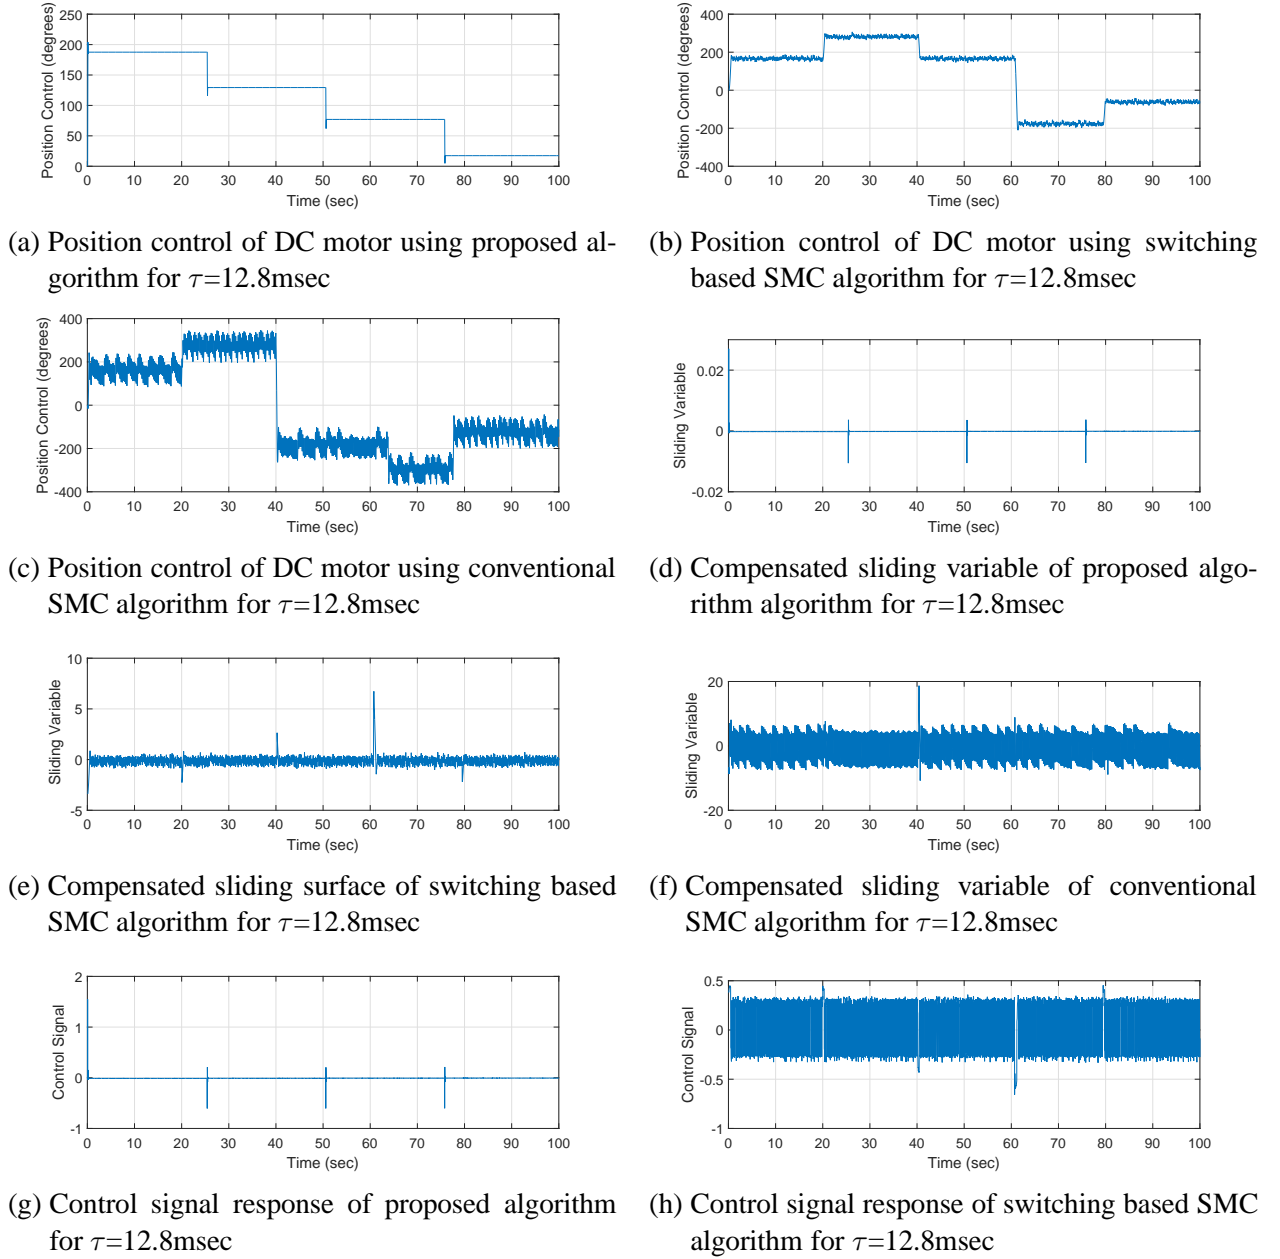 250
200
150
100
50
0
Position Control (degrees)
0 10 20 30 40 50 60 70 80 90 100
Time (sec)
(a) Position control of DC motor using proposed al-
gorithm for τ=12.8msec
400
200
0
-200
-400
Position Control (degrees)
0 10 20 30 40 50 60 70 80 90 100
Time (sec)
(b) Position control of DC motor using switching
based SMC algorithm for τ=12.8msec
400
200
0
-200
-400
Position Control (degrees)
0 10 20 30 40 50 60 70 80 90 100
Time (sec)
(c) Position control of DC motor using conventional
SMC algorithm for τ=12.8msec
0.02
0
-0.02
Sliding Variable
0 10 20 30 40 50 60 70 80 90 100
Time (sec)
(d) Compensated sliding variable of proposed algo-
rithm algorithm for τ=12.8msec
10
5
0
-5
Sliding Variable
0 10 20 30 40 50 60 70 80 90 100
Time (sec)
(e) Compensated sliding surface of switching based
SMC algorithm for τ=12.8msec
20
0
-20
Sliding Variable
0 10 20 30 40 50 60 70 80 90 100
Time (sec)
(f) Compensated sliding variable of conventional
SMC algorithm for τ=12.8msec
2
1
0
-1
Control Signal
0 10 20 30 40 50 60 70 80 90 100
Time (sec)
(g) Control signal response of proposed algorithm
for τ=12.8msec
0.5
0
-0.5
-1
Control Signal
0 10 20 30 40 50 60 70 80 90 100
Time (sec)
(h) Control signal response of switching based SMC
algorithm for τ=12.8msec